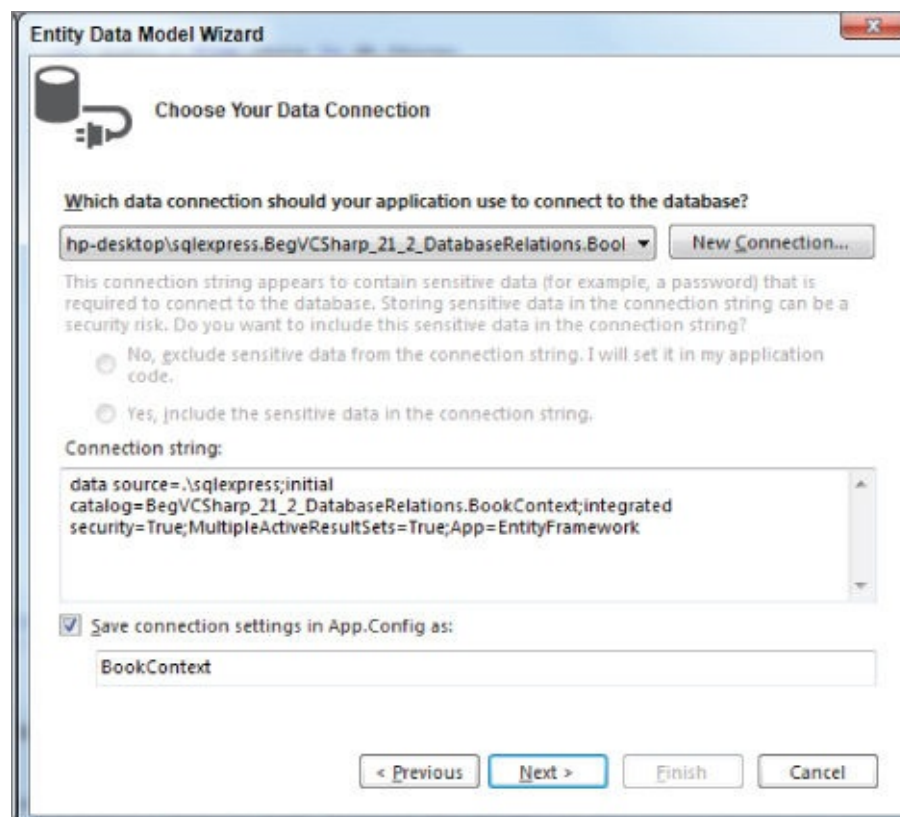 Entity Data Model Wizard
Choose Your Data Connection
Which data connection should your application use to connect to the database?
hp-desktop\sqlexpress.BegVCSharp_21_2_DatabaseRelations.Bool
New Connection...
This connection string appears to contain sensitive data (for example, a password) that is
required to connect to the database. Storing sensitive data in the connection string can be a
security risk. Do you want to include this sensitive data in the connection string?
No, exclude sensitive data from the connection string. I will set it in my application
code.
Yes, include the sensitive data in the connection string.
Connection string:
data source=.\sqlexpress;initial
catalog=BegVCSharp_21_2_DatabaseRelations.BookContext;integrated
security=True;MultipleActiveResultSets=True;App=EntityFramework
Save connection settings in App.Config as:
BookContext
< Previous
Next >
Finish
Cancel